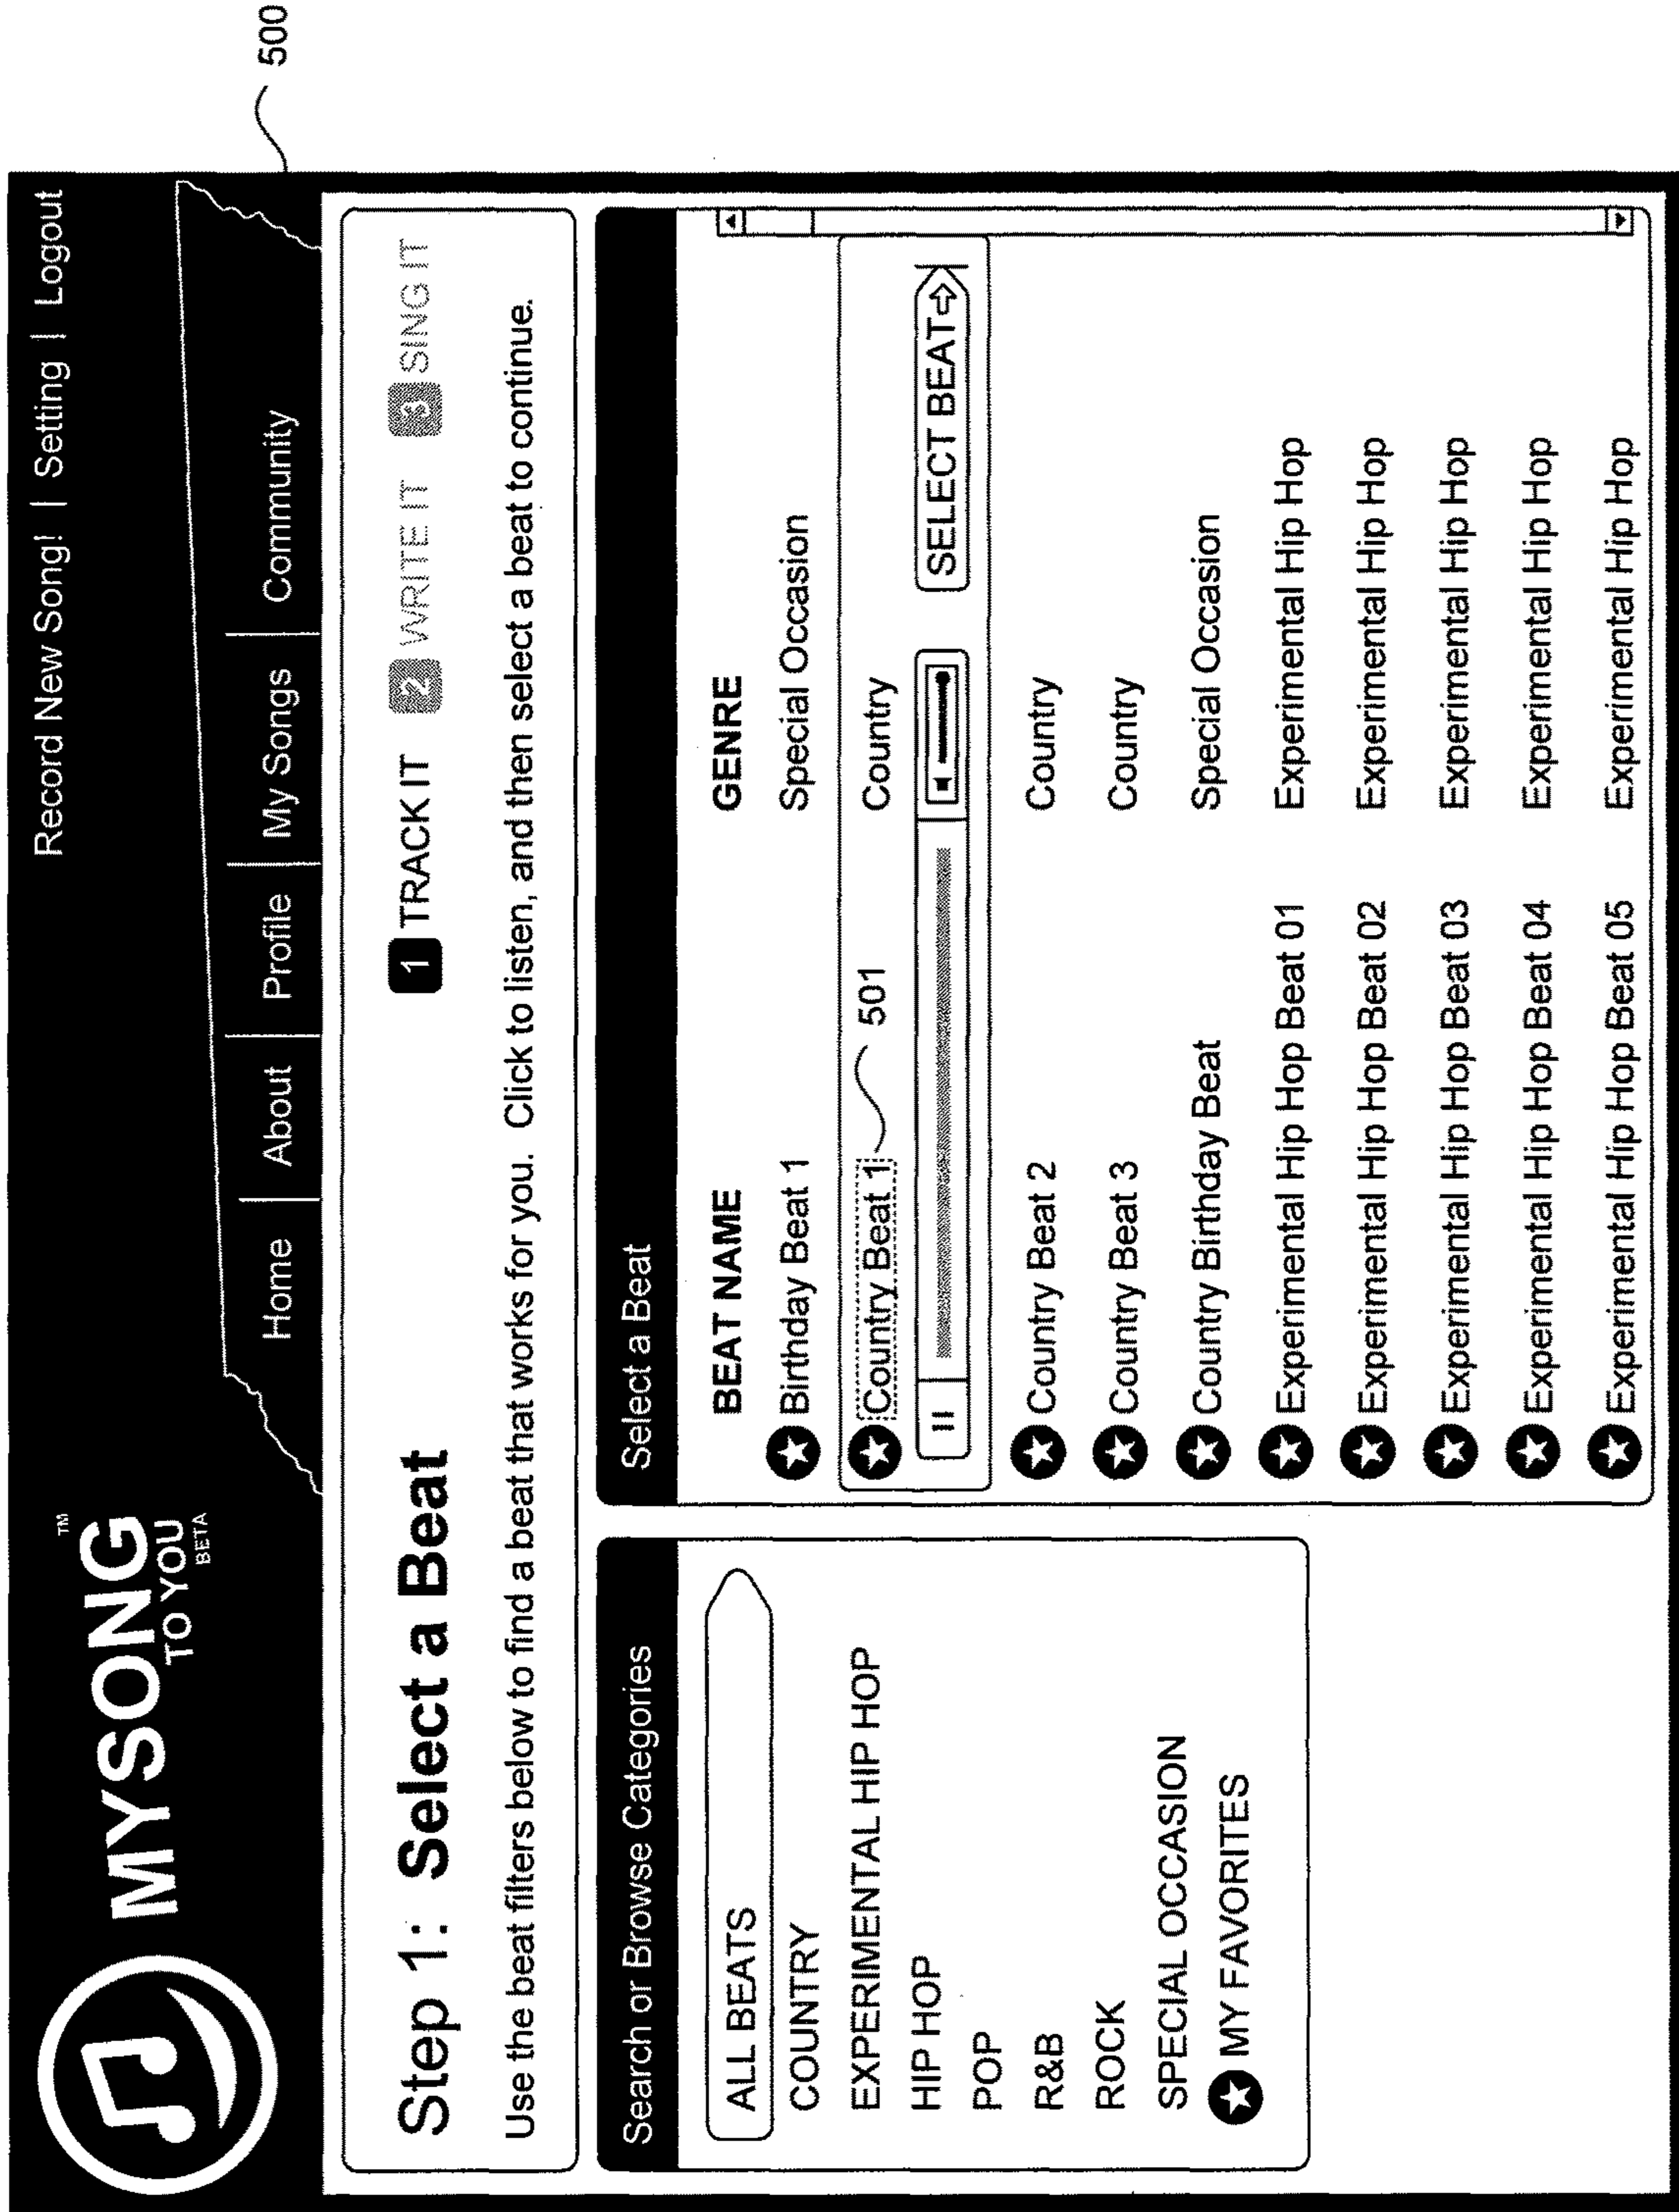 Record New Song! | Setting | Logout
MYSONG™
TO YOU
BETA
Home | About | Profile | My Songs | Community
500
Step 1: Select a Beat
1 TRACK IT 2 WRITE IT 3 SING IT
Use the beat filters below to find a beat that works for you. Click to listen, and then select a beat to continue.
Search or Browse Categories
ALL BEATS
COUNTRY
EXPERIMENTAL HIP HOP
HIP HOP
POP
R&B
ROCK
SPECIAL OCCASION
MY FAVORITES
Select a Beat
BEAT NAME GENRE
Birthday Beat 1 Special Occasion
Country Beat 1 501 Country
SELECT BEAT
Country Beat 2 Country
Country Beat 3 Country
Country Birthday Beat Special Occasion
Experimental Hip Hop Beat 01 Experimental Hip Hop
Experimental Hip Hop Beat 02 Experimental Hip Hop
Experimental Hip Hop Beat 03 Experimental Hip Hop
Experimental Hip Hop Beat 04 Experimental Hip Hop
Experimental Hip Hop Beat 05 Experimental Hip Hop